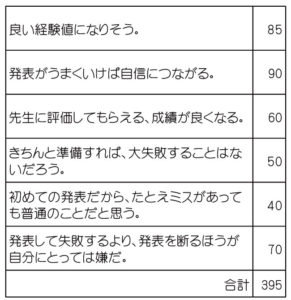 良い経験値になりそう。 85
発表がうまくいけば自信につながる。 90
先生に評価してもらえる、成績が良くなる。 60
きちんと準備すれば、大失敗することはな 50
いだろう。
初めての発表だから、たとえミスがあって 40
も普通のことだと思う。
発表して失敗するより、発表を断るほうが 70
自分にとっては嫌だ。
合計 395